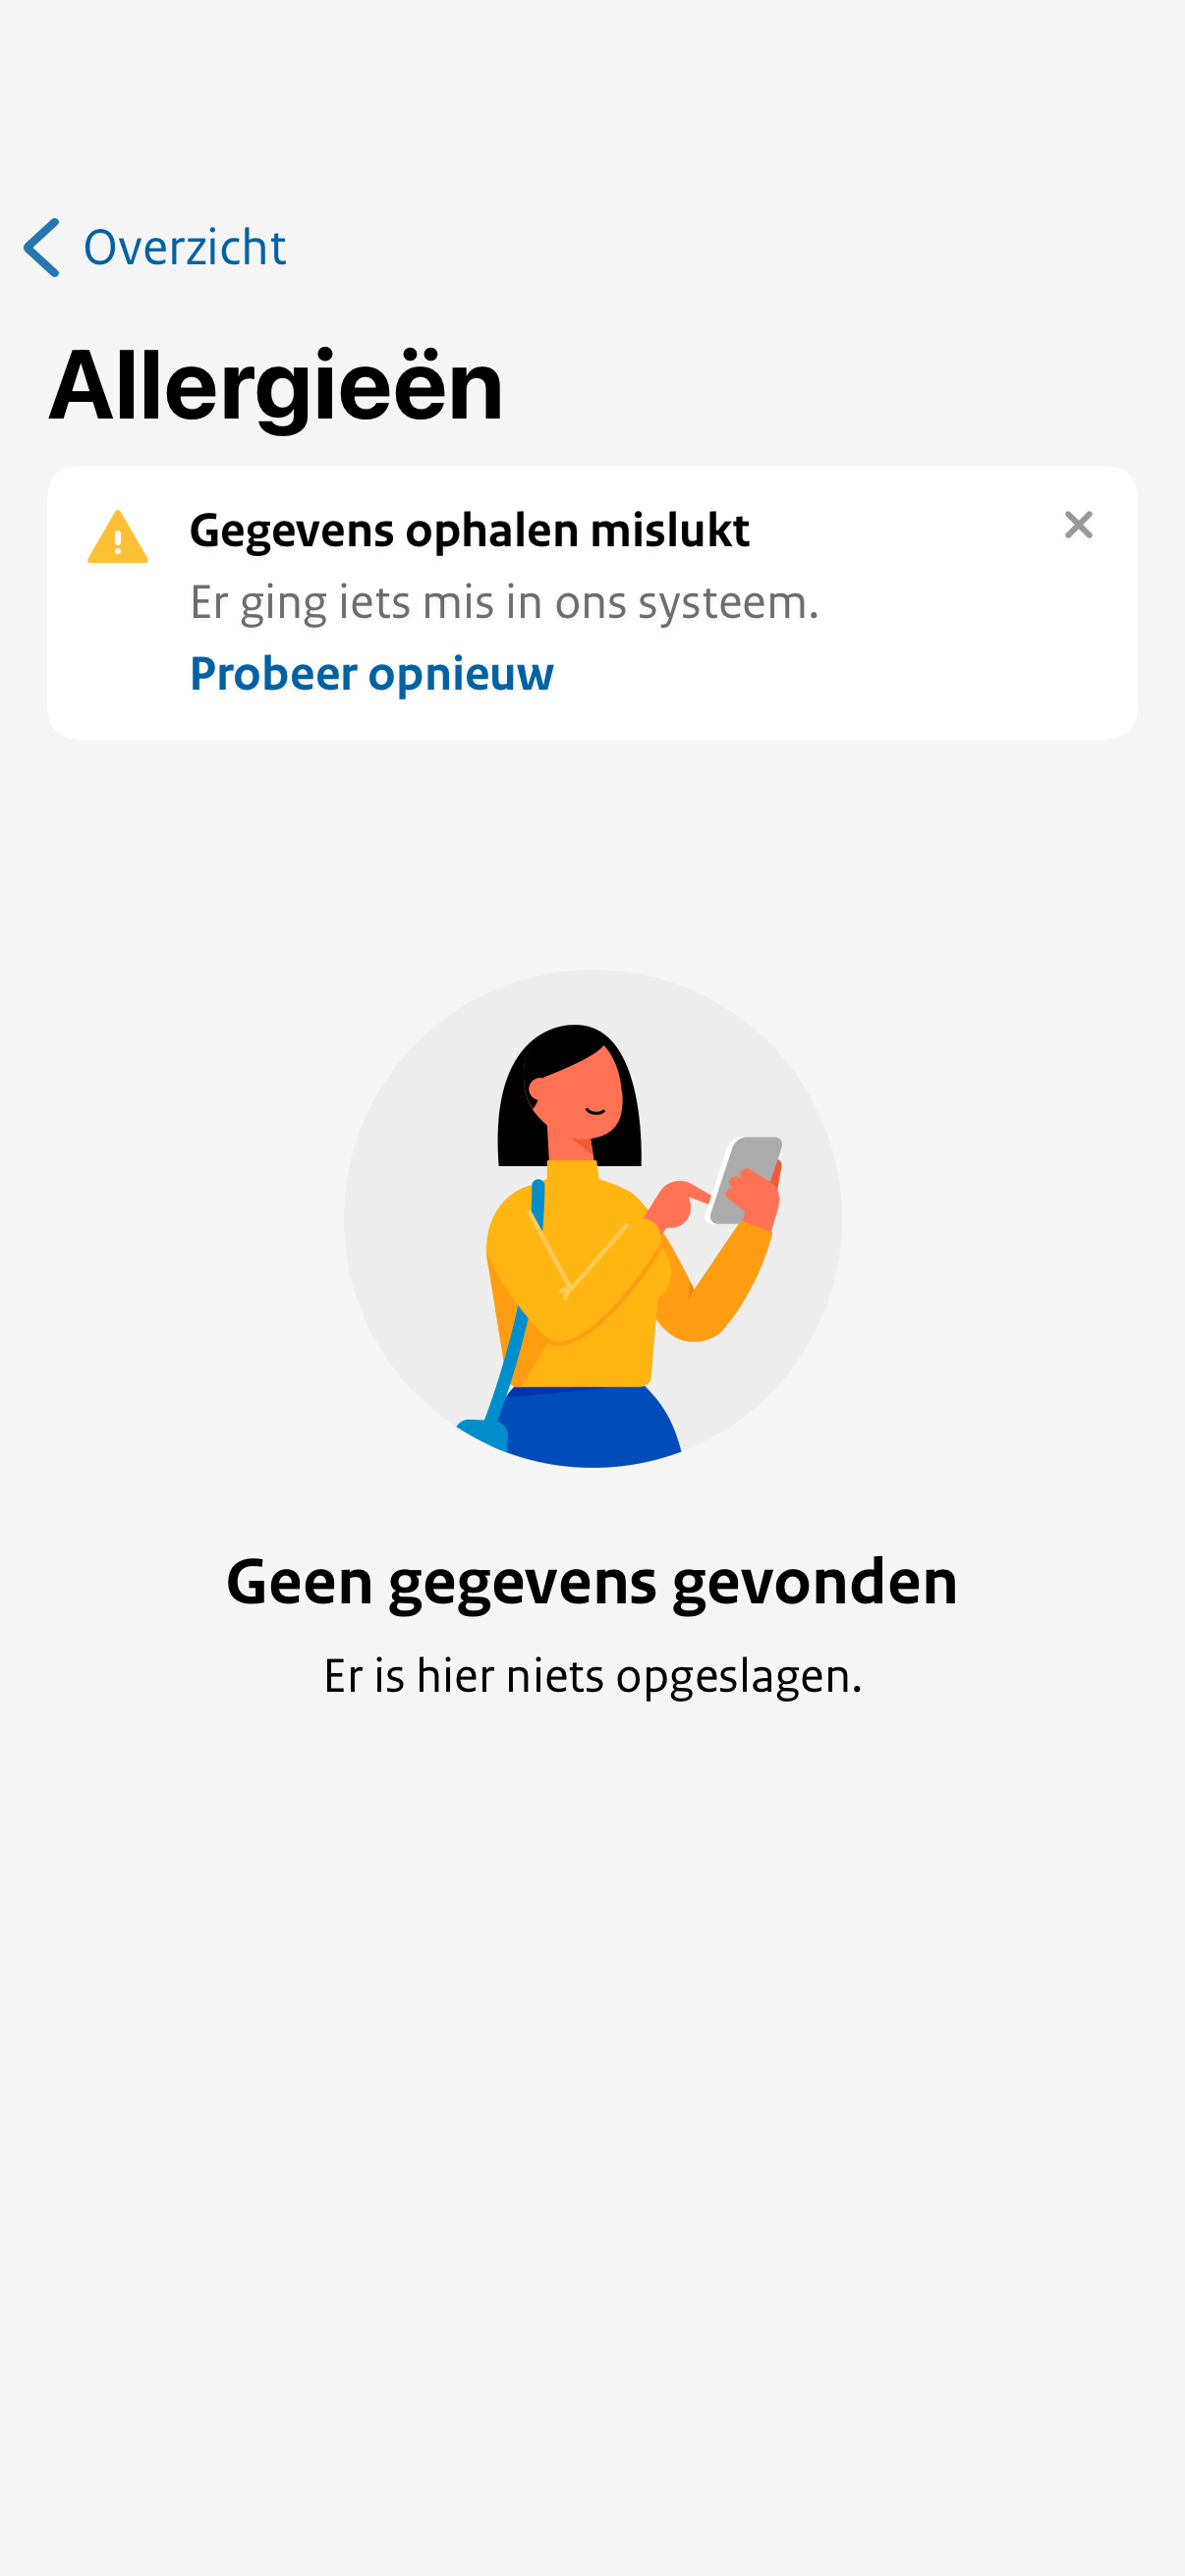 Overzicht
Allergieën
Gegevens ophalen mislukt
Er ging iets mis in ons systeem.
Probeer opnieuw
Geen gegevens gevonden
Er is hier niets opgeslagen.